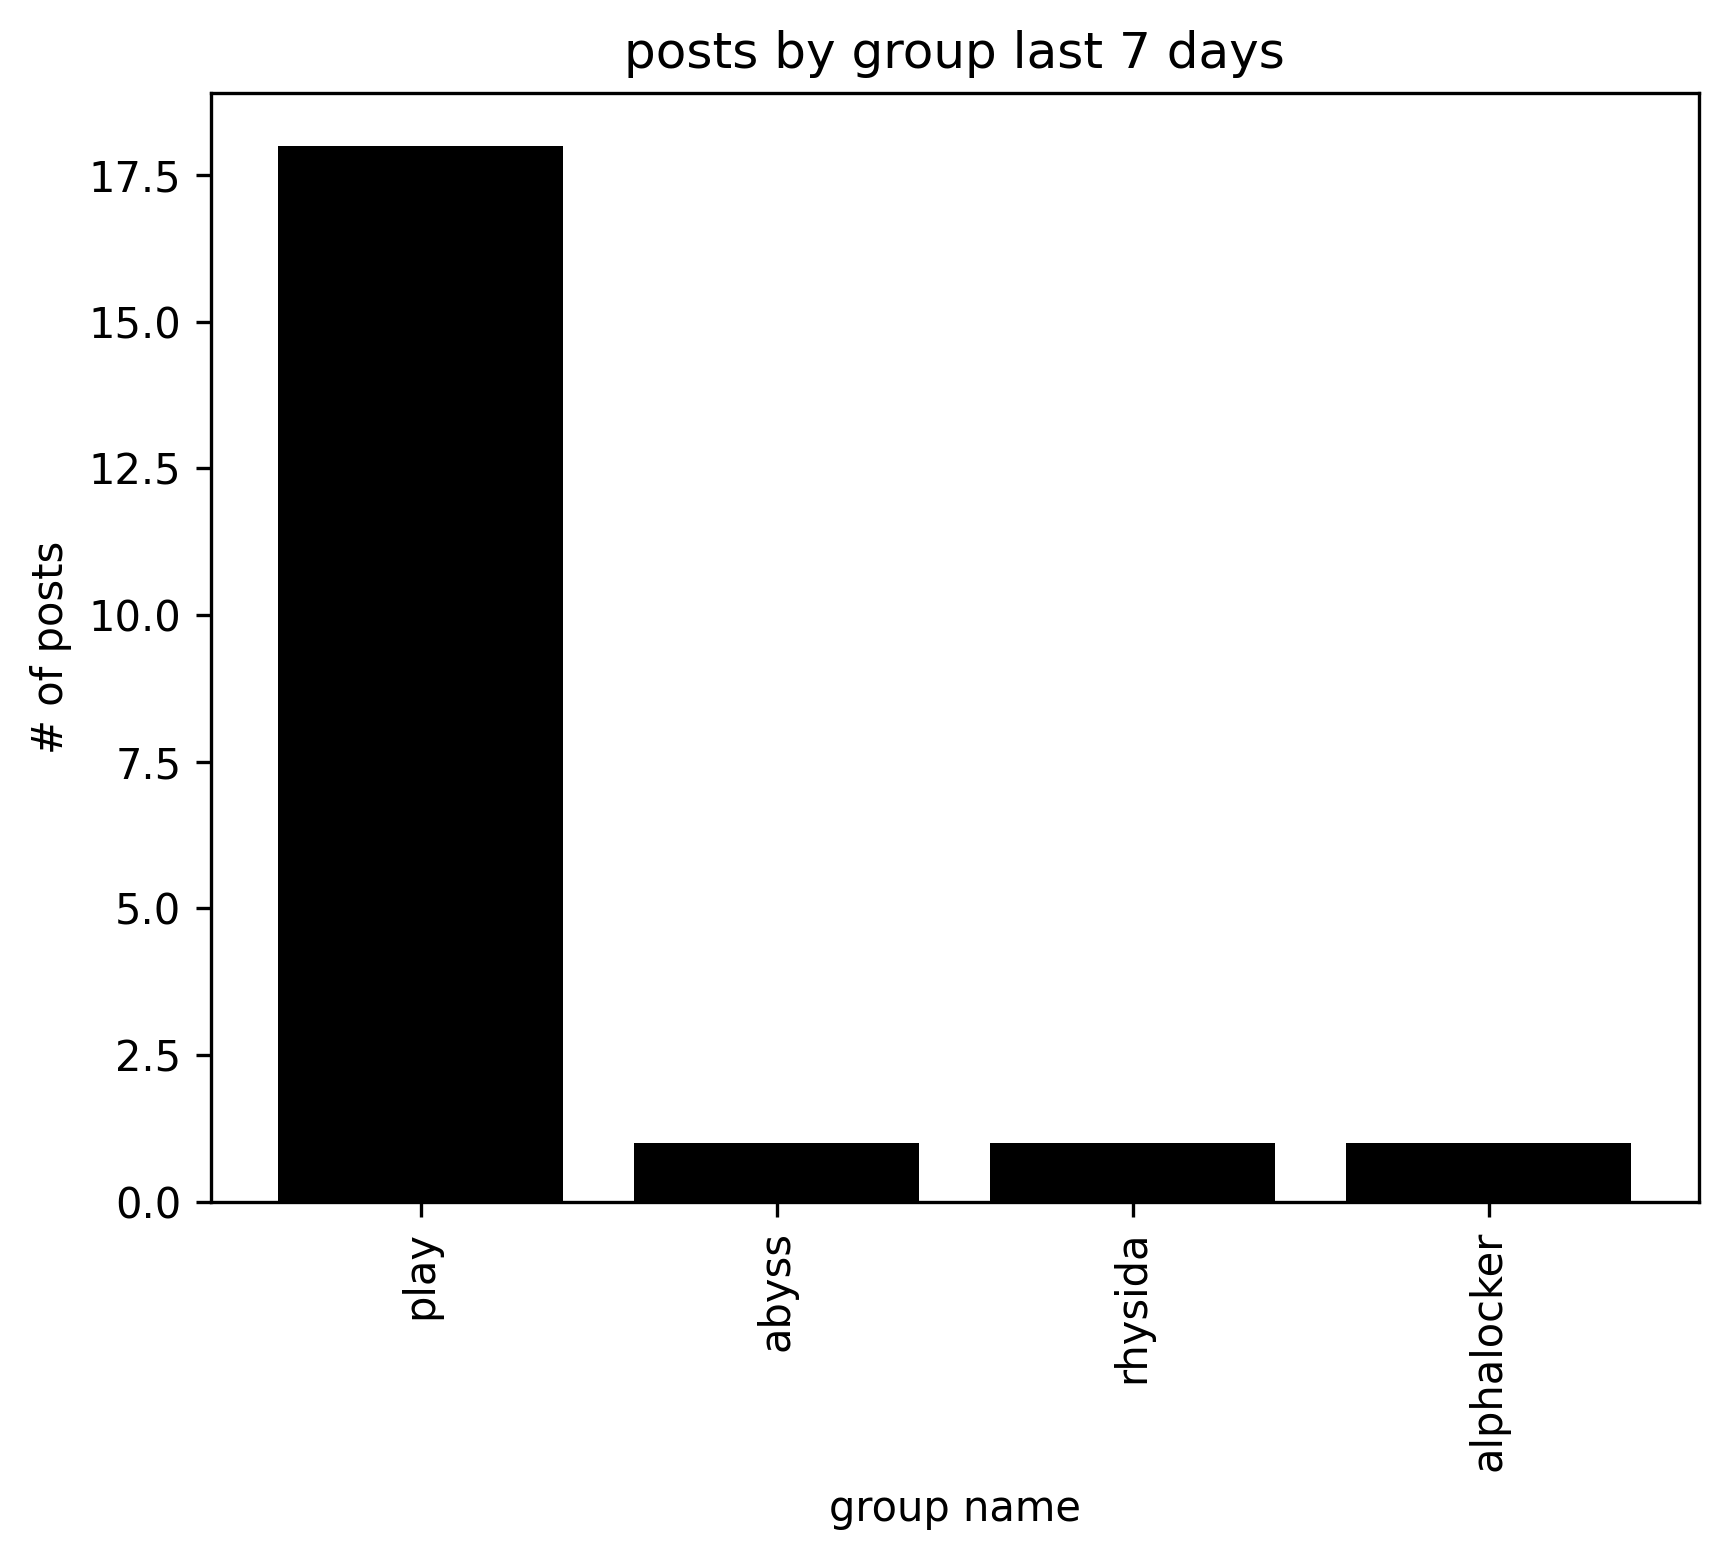 posts by group last 7 days
# of posts
17.5
15.0
12.5
10.0
7.5
5.0
2.5
0.0
play
abyss
rhysida
alphalocker
group name